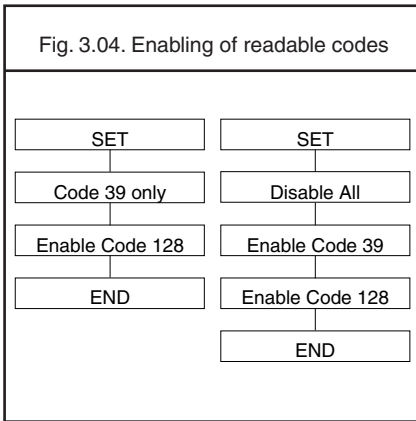 Fig. 3.04. Enabling of readable codes
SET
Code 39 only
Enable Code 128
END
SET
Disable All
Enable Code 39
Enable Code 128
END